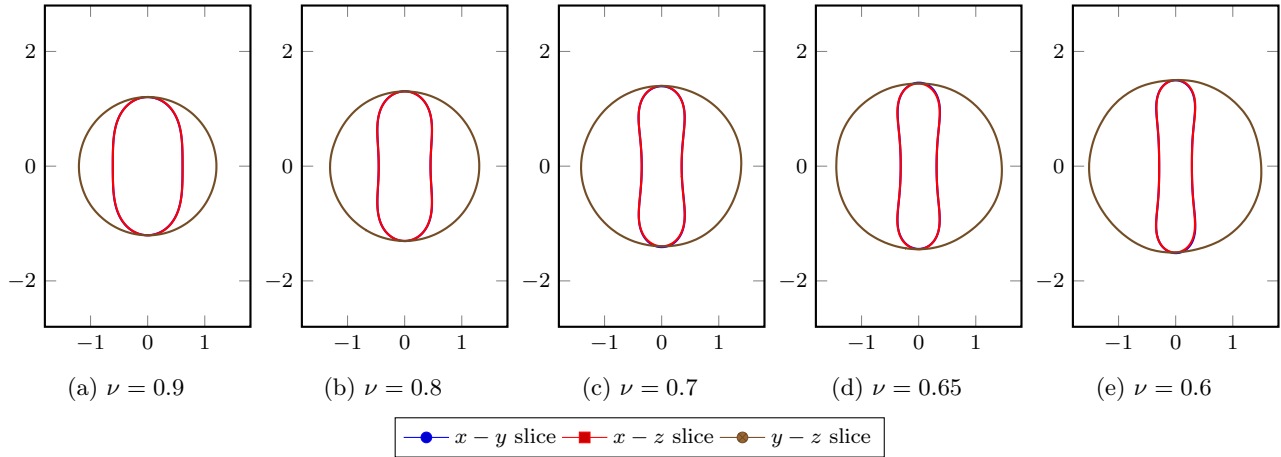 2 2 2 2 2
0 0 0 0 0
−2 −2 −2 −2 −2
−1 0 1 −1 0 1 −1 0 1 −1 0 1 −1 0 1
(a) ν = 0.9 (b) ν = 0.8 (c) ν = 0.7 (d) ν = 0.65 (e) ν = 0.6
x − y slice x − z slice y − z slice